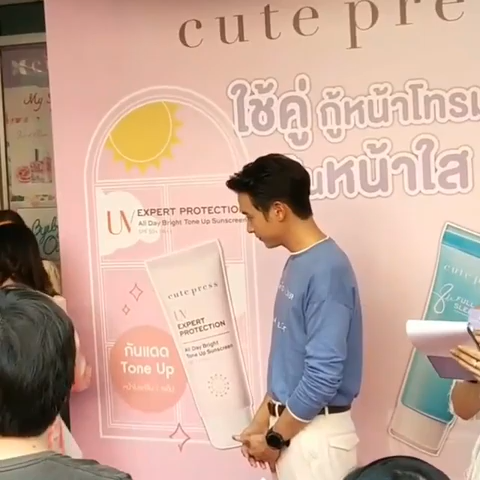 cute press
ใช้คู่ กู้หน้าโทรม
หน้าใส
UV EXPERT PROTECTION
All Day Bright Tone Up Sunscreen
cute press
UV
EXPERT
PROTECTION
All Day Bright
Tone Up Sunscreen
กันแดด
Tone Up
cute press